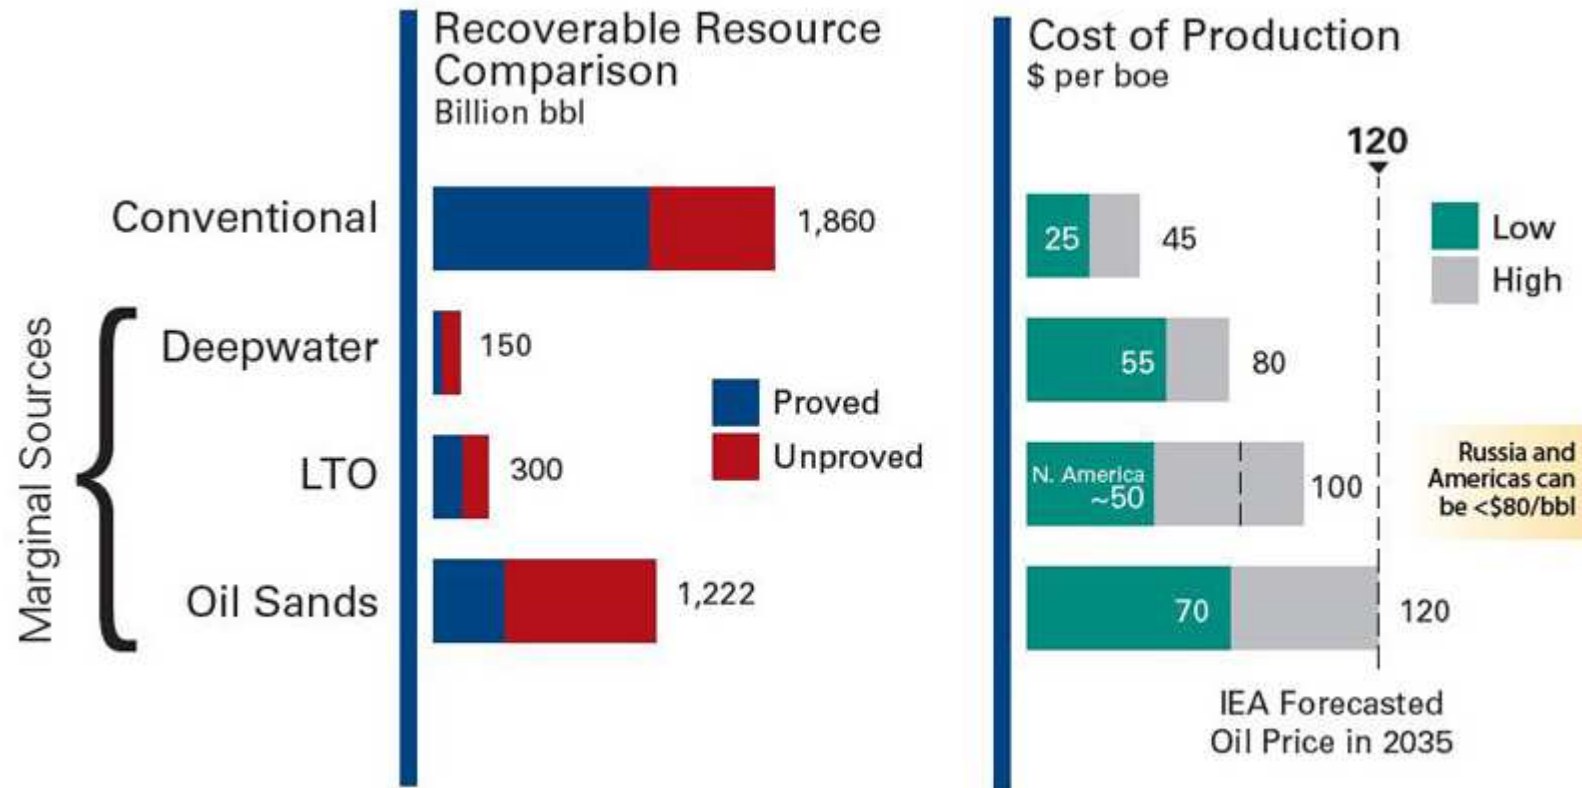 Recoverable Resource
Comparison
Billion bbl
Conventional
1,860
Marginal Sources
Deepwater
150
LTO
300
Oil Sands
1,222
Proved
Unproved
Cost of Production
$ per boe
120
25
45
55
80
N. America
~50
100
70
120
Low
High
Russia and
Americas can
be <$80/bbl
IEA Forecasted
Oil Price in 2035